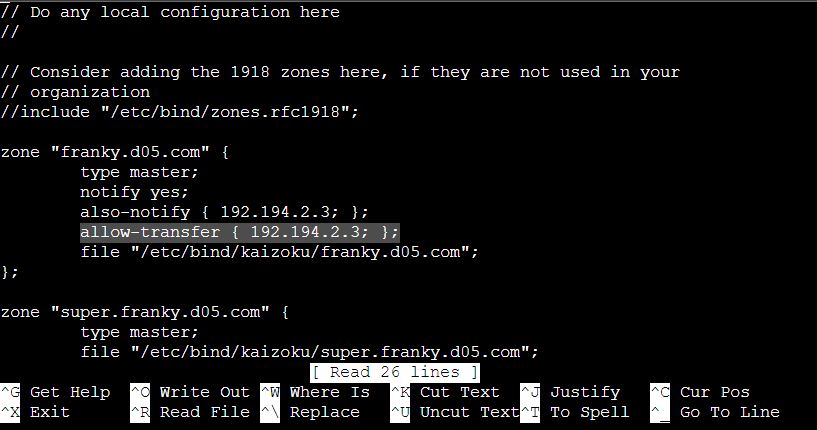 // Do any local configuration here
//
// Consider adding the 1918 zones here, if they are not used in your
// organization
//include "/etc/bind/zones.rfc1918";
zone "franky.d05.com" {
        type master;
        notify yes;
        also-notify { 192.194.2.3; };
        allow-transfer { 192.194.2.3; };
        file "/etc/bind/kaizoku/franky.d05.com";
};
zone "super.franky.d05.com" {
        type master;
        file "/etc/bind/kaizoku/super.franky.d05.com";
[ Read 26 lines ]
^G Get Help  ^O Write Out ^W Where Is  ^K Cut Text  ^J Justify   ^C Cur Pos
^X Exit      ^R Read File ^\ Replace   ^U Uncut Text^T To Spell  ^_ Go To Line